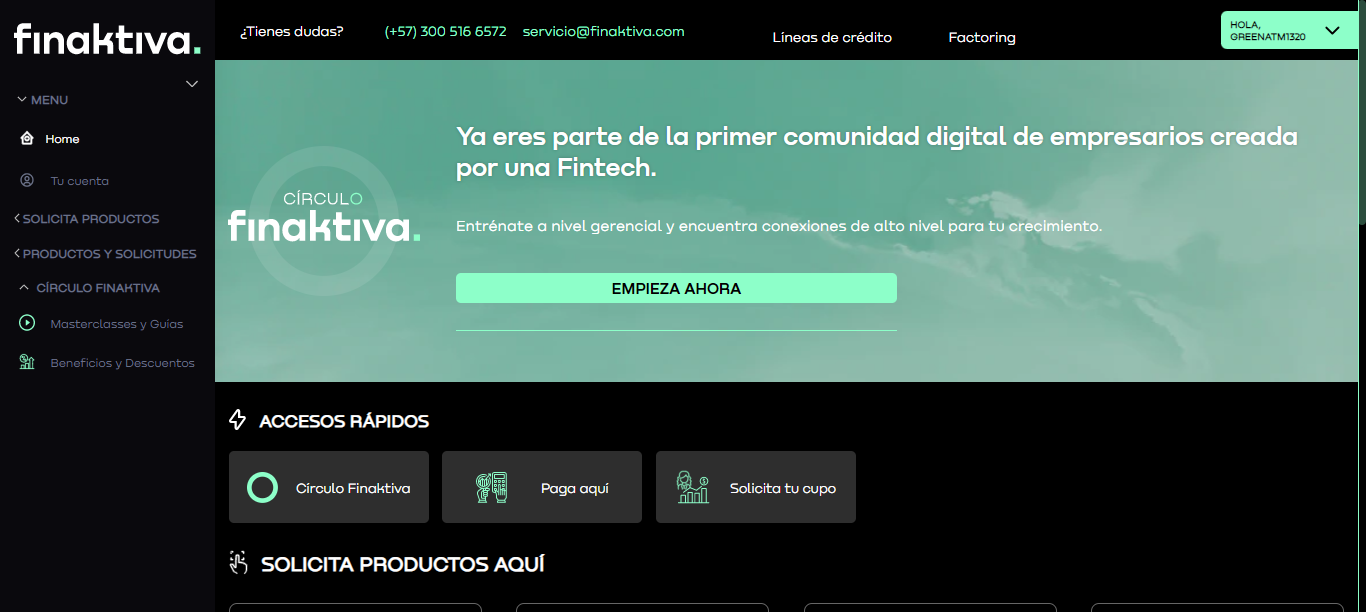 finaktiva.
MENU
Home
Tu cuenta
SOLICITA PRODUCTOS
PRODUCTOS Y SOLICITUDES
CÍRCULO FINAKTIVA
Masterclasses y Guías
Beneficios y Descuentos
¿Tienes dudas? (+57) 300 516 6572 servicio@finaktiva.com Líneas de crédito Factoring
HOLA,
GREENATM1320
CÍRCULO
finaktiva.
Ya eres parte de la primer comunidad digital de empresarios creada
por una Fintech.
Entrénate a nivel gerencial y encuentra conexiones de alto nivel para tu crecimiento.
EMPIEZA AHORA
ACCESOS RÁPIDOS
Círculo Finaktiva Paga aquí Solicita tu cupo
SOLICITA PRODUCTOS AQUÍ